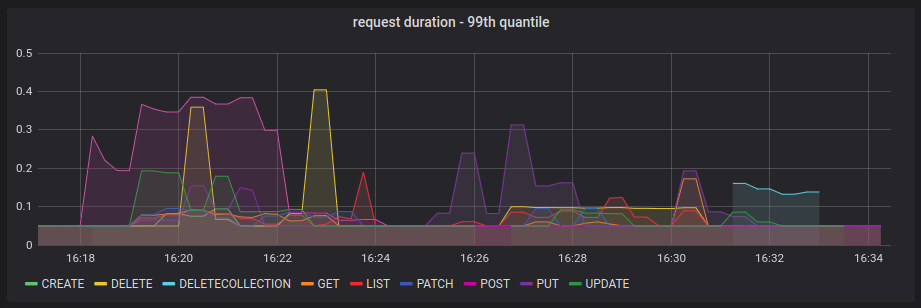 request duration - 99th quantile
0.5
0.4
0.3
0.2
0.1
0
16:18 16:20 16:22 16:24 16:26 16:28 16:30 16:32 16:34
CREATE DELETE DELETECOLLECTION GET LIST PATCH POST PUT UPDATE